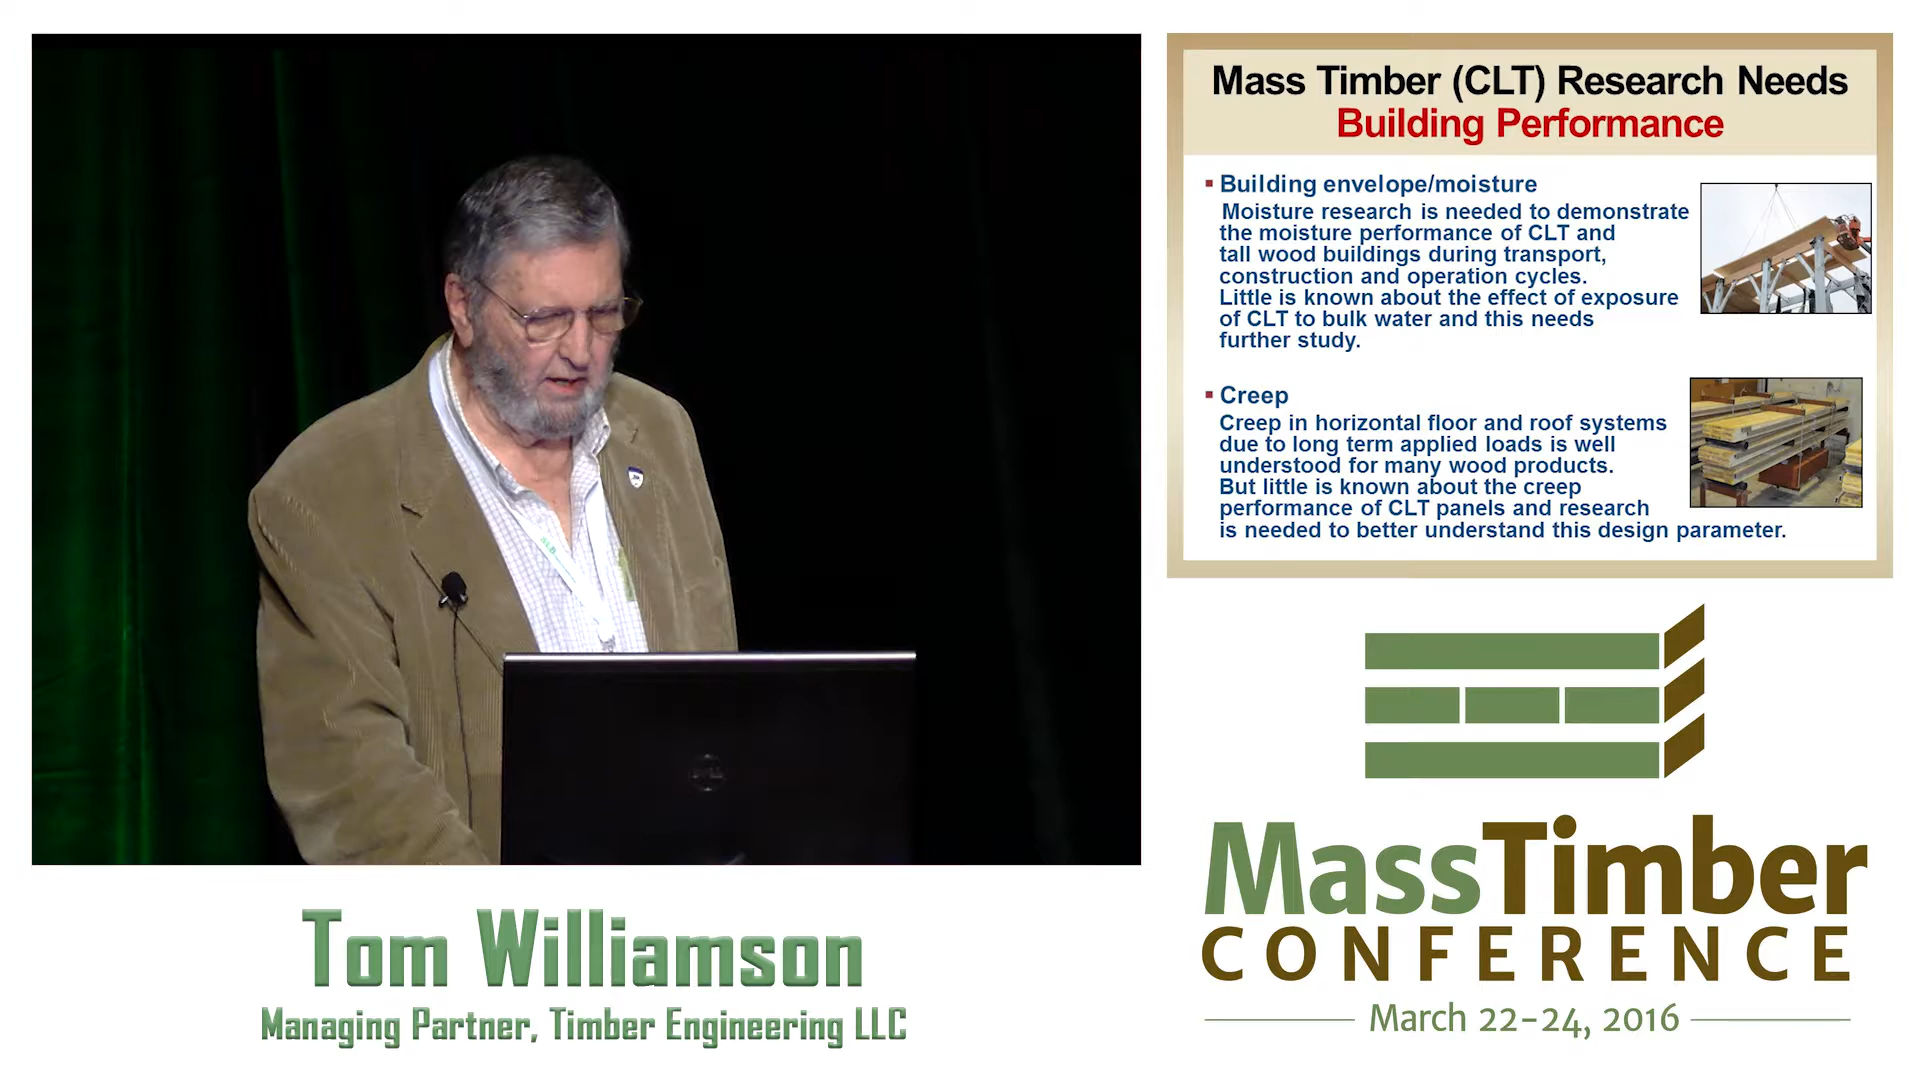 Mass Timber (CLT) Research Needs
Building Performance
▪ Building envelope/moisture
Moisture research is needed to demonstrate
the moisture performance of CLT and
tall wood buildings during transport,
construction and operation cycles.
Little is known about the effect of exposure
of CLT to bulk water and this needs
further study.
▪ Creep
Creep in horizontal floor and roof systems
due to long term applied loads is well
understood for many wood products.
But little is known about the creep
performance of CLT panels and research
is needed to better understand this design parameter.
DELL
MassTimber
CONFERENCE
March 22-24, 2016
Tom Williamson
Managing Partner, Timber Engineering LLC